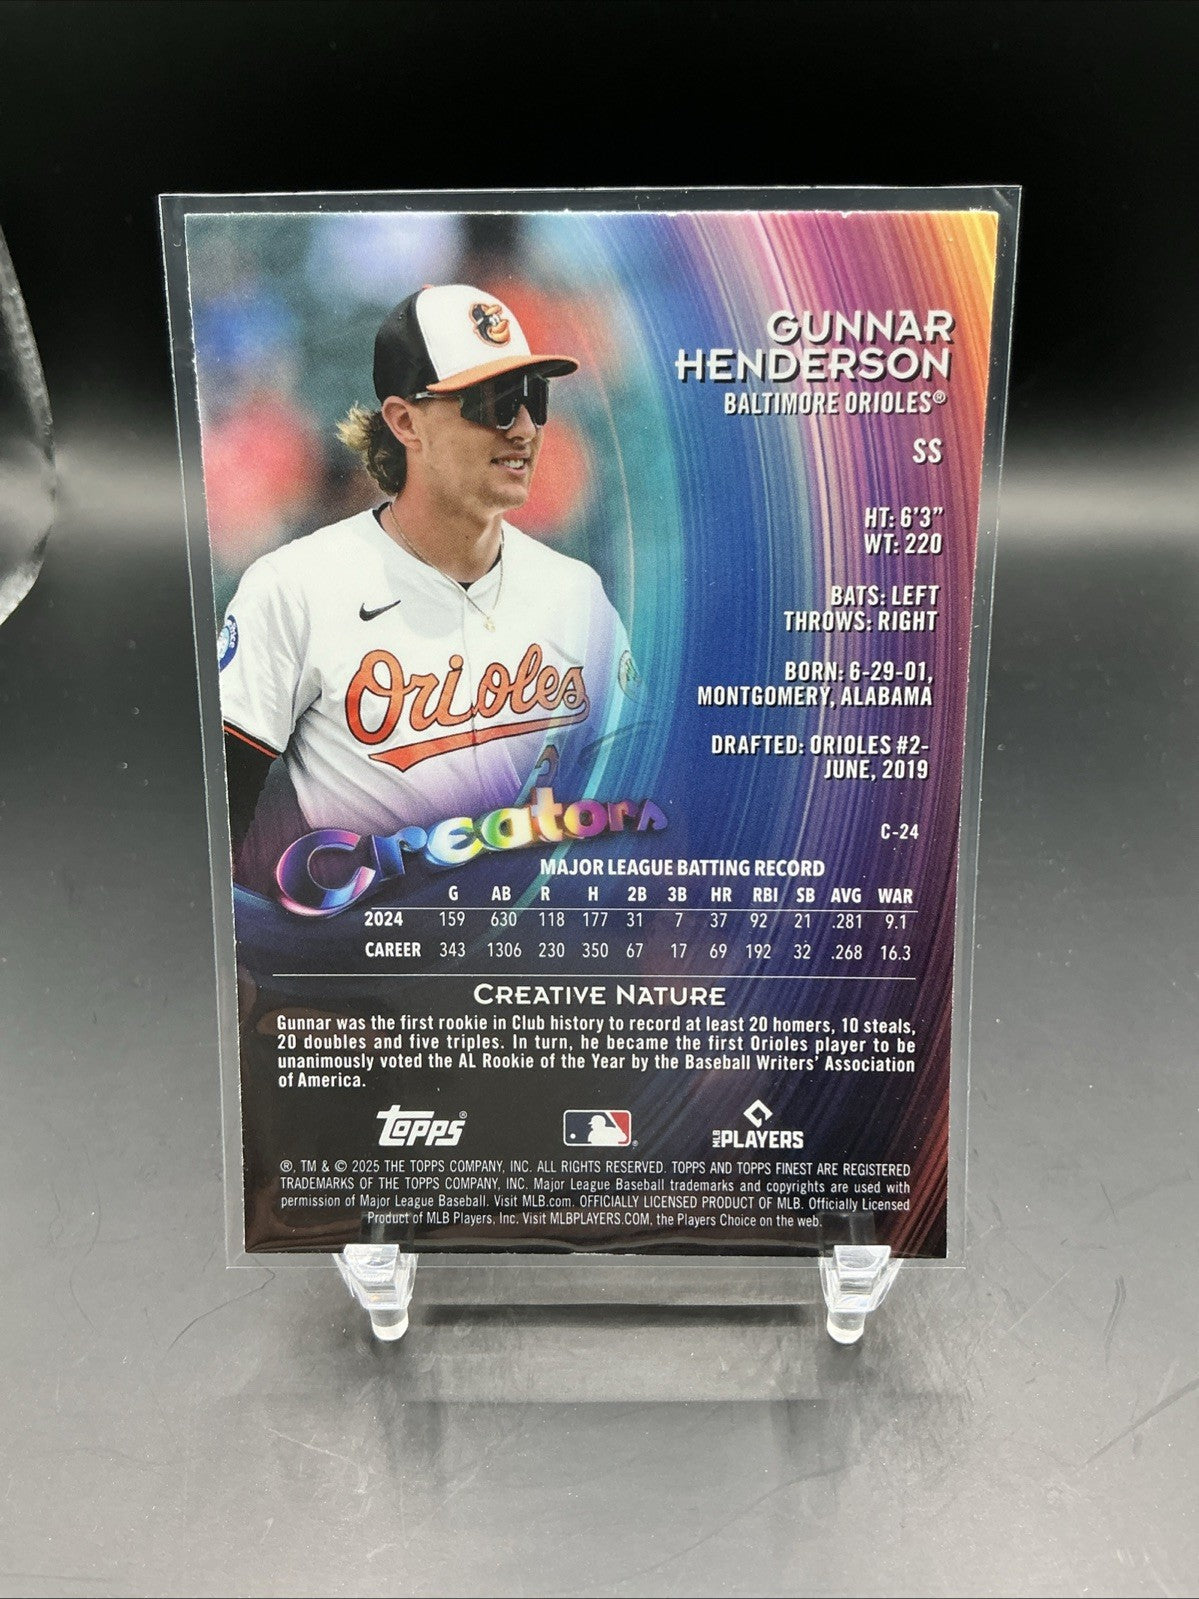 GUNNAR
HENDERSON
BALTIMORE ORIOLES®
SS
HT: 6'3"
WT: 220
BATS: LEFT
THROWS: RIGHT
BORN: 6-29-01,
MONTGOMERY, ALABAMA
DRAFTED: ORIOLES #2-
JUNE, 2019
C-24
Orioles
Creators
MAJOR LEAGUE BATTING RECORD
G AB R H 2B 3B HR RBI SB AVG WAR
2024 159 630 118 177 31 7 37 92 21 .281 9.1
CAREER 343 1306 230 350 67 17 69 192 32 .268 16.3
CREATIVE NATURE
Gunnar was the first rookie in Club history to record at least 20 homers, 10 steals,
20 doubles and five triples. In turn, he became the first Orioles player to be
unanimously voted the AL Rookie of the Year by the Baseball Writers' Association
of America.
Topps® MLB PLAYERS
®, TM & © 2025 THE TOPPS COMPANY, INC. ALL RIGHTS RESERVED. TOPPS AND TOPPS FINEST ARE REGISTERED
TRADEMARKS OF THE TOPPS COMPANY, INC. Major League Baseball trademarks and copyrights are used with
permission of Major League Baseball. Visit MLB.com. OFFICIALLY LICENSED PRODUCT OF MLB. Officially Licensed
Product of MLB Players, Inc. Visit MLBPLAYERS.COM, the Players Choice on the web.